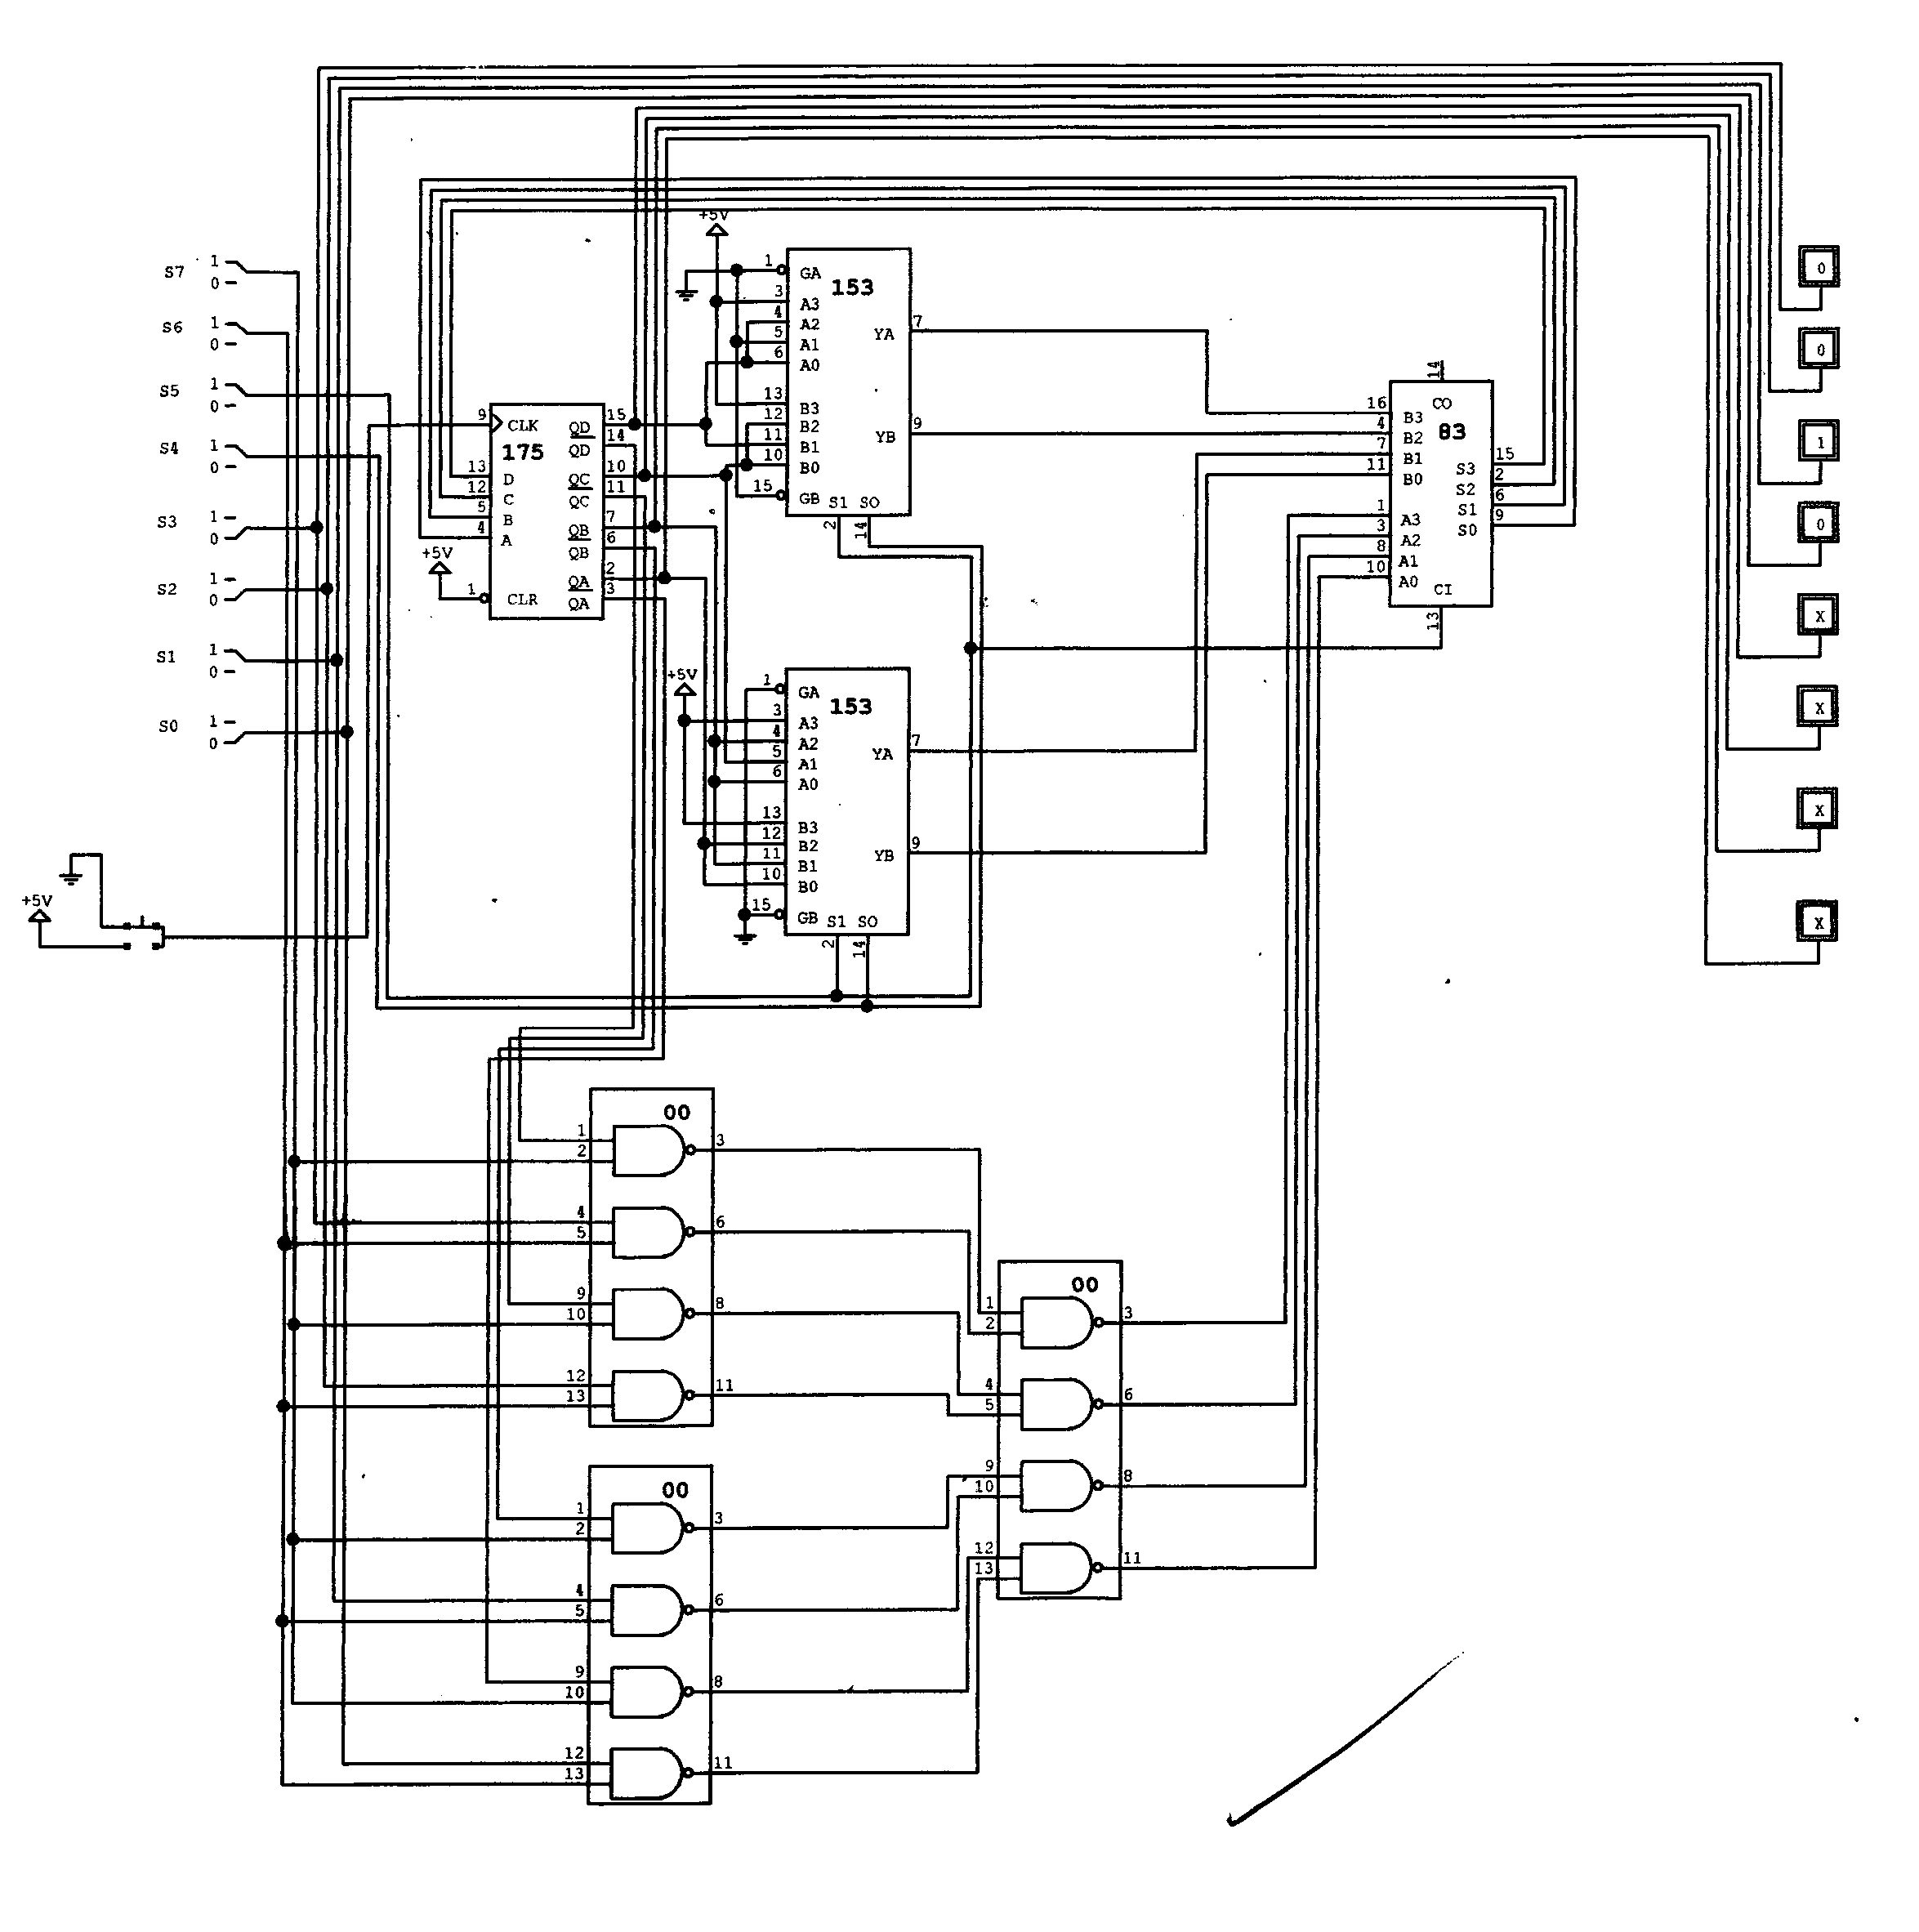 +5V
S7 1
0
S6 1
0
S5 1
0
S4 1
0
S3 1
0
S2 1
0
S1 1
0
S0 1
0
+5V
175
9 CLK
13 D
12 C
5 B
4 A
+5V
1 CLR
QD 15
QD 14
QC 10
QC 11
QB 7
QB 6
QA 2
QA 3
153
1 GA
3 A3
4 A2
5 A1
6 A0
13 B3
12 B2
11 B1
10 B0
15 GB
S1 SO
2 14
YA 7
YB 9
+5V
153
1 GA
3 A3
4 A2
5 A1
6 A0
13 B3
12 B2
11 B1
10 B0
15 GB
S1 SO
2 14
YA 7
YB 9
14
CO
83
16 B3
4 B2
7 B1
11 B0
1 A3
3 A2
8 A1
10 A0
S3 15
S2 2
S1 6
S0 9
CI
13
0
0
1
0
X
X
X
X
00
1
2
3
4
5
6
9
10
8
12
13
11
00
1
2
3
4
5
6
9
10
8
12
13
11
00
1
2
3
4
5
6
9
10
8
12
13
11